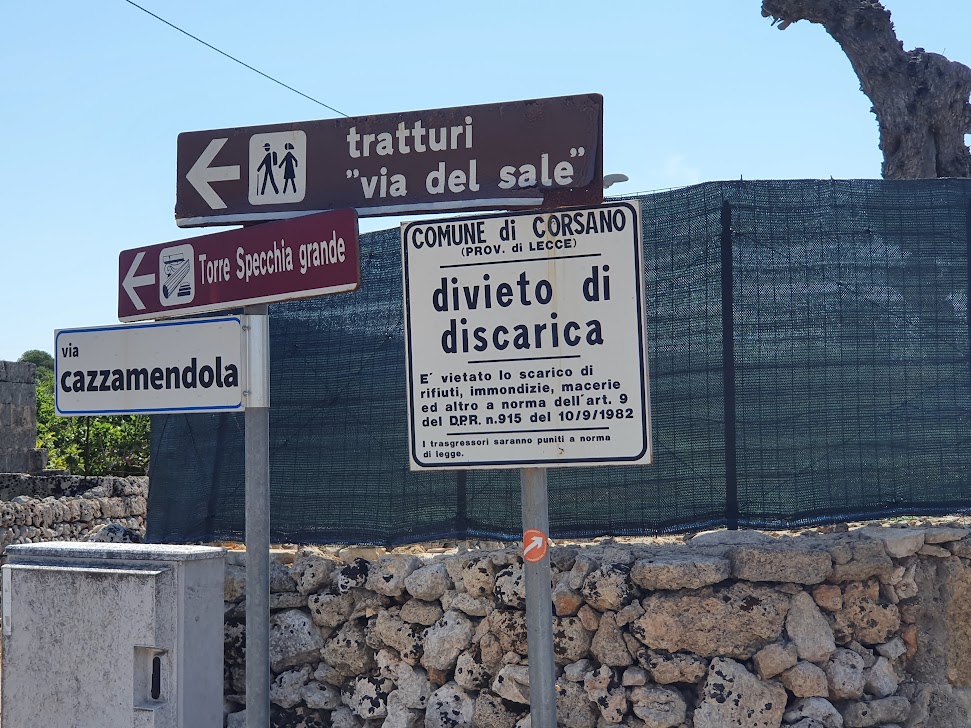 tratturi
"via del sale"
Torre Specchia grande
via
cazzamendola
COMUNE di CORSANO
(PROV. di LECCE)
divieto di
discarica
E' vietato lo scarico di
rifiuti, immondizie, macerie
ed altro a norma dell'art. 9
del D.P.R. n.915 del 10/9/1982
I trasgressori saranno puniti a norma
di legge.